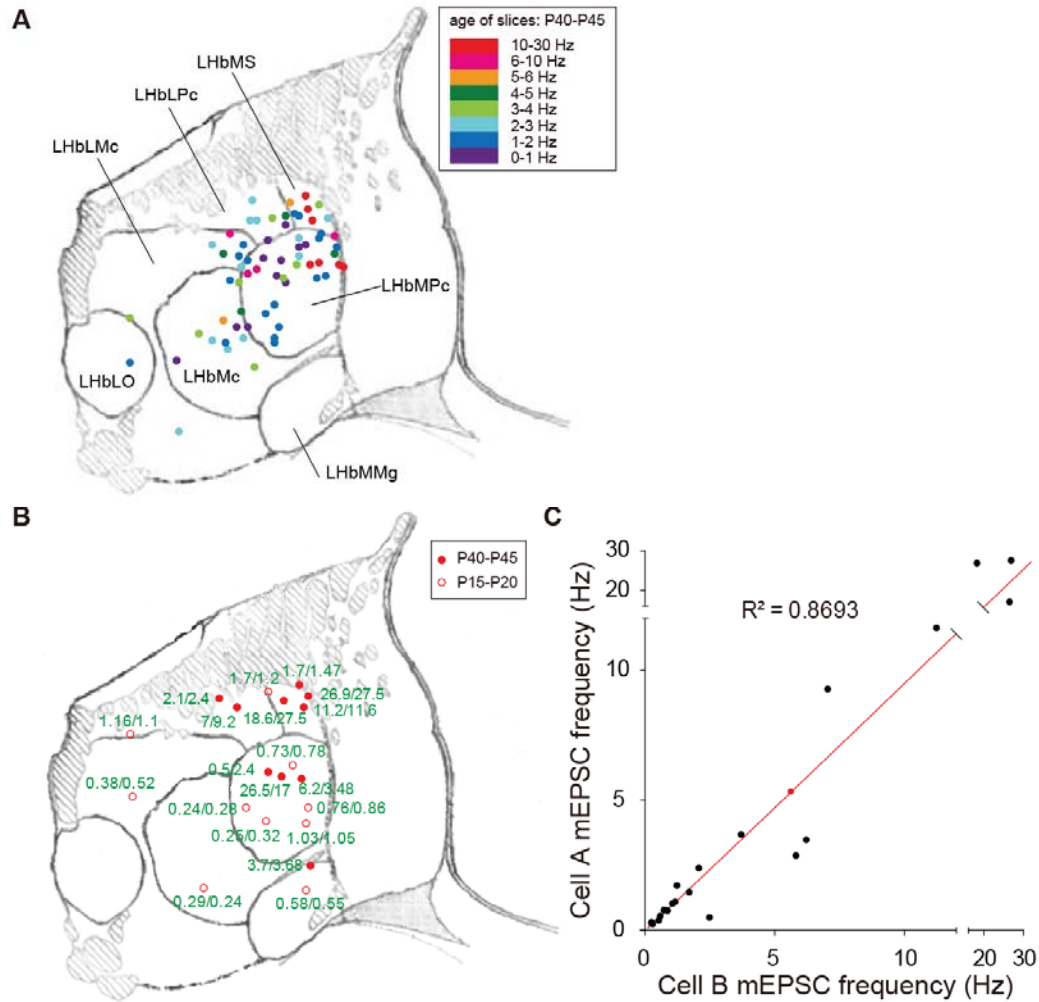 A
age of slices: P40-P45
10-30 Hz
6-10 Hz
5-6 Hz
4-5 Hz
3-4 Hz
2-3 Hz
1-2 Hz
0-1 Hz
LHbMS
LHbLPc
LHbLMc
LHbMPc
LHbLO
LHbMc
LHbMMg
B
P40-P45
P15-P20
1.7/1.2
1.7/1.47
2.1/2.4
26.9/27.5
7/9.2
18.6/27.5
11.2/11.6
1.16/1.1
0.73/0.78
0.5/2.4
0.38/0.52
26.5/17
6.2/3.48
0.24/0.28
0.76/0.86
0.25/0.32
1.03/1.05
3.7/3.68
0.29/0.24
0.58/0.55
C
30
20
R² = 0.8693
10
5
0
Cell A mEPSC frequency (Hz)
0 5 10 20 30
Cell B mEPSC frequency (Hz)